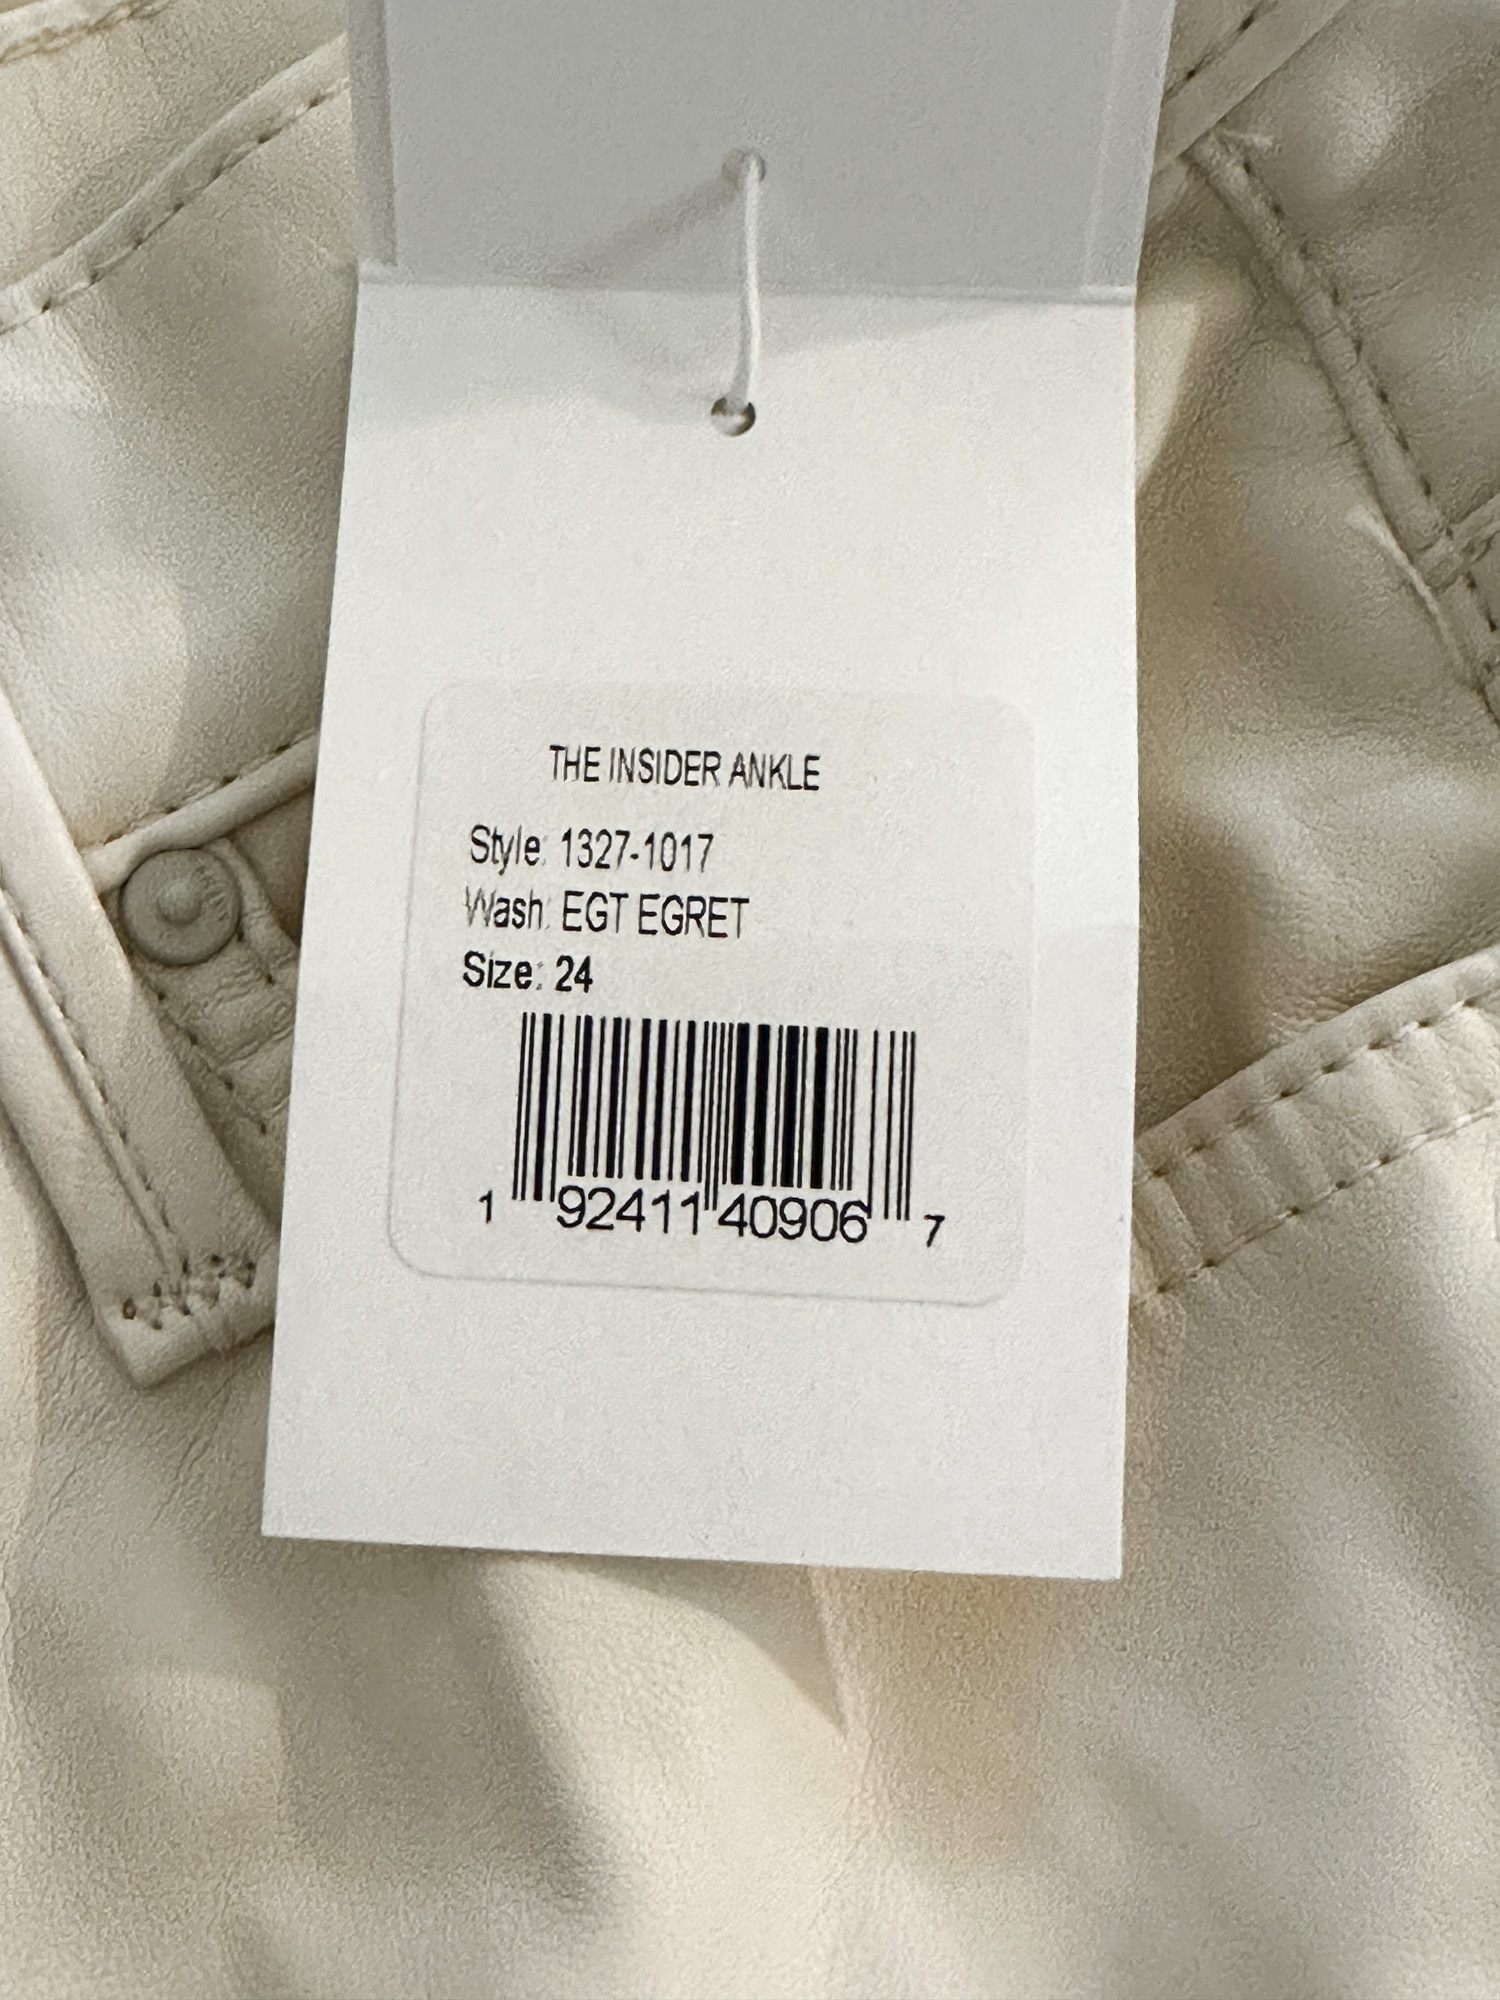 THE INSIDER ANKLE
Style: 1327-1017
Wash: EGT EGRET
Size: 24
1 92411 40906 7